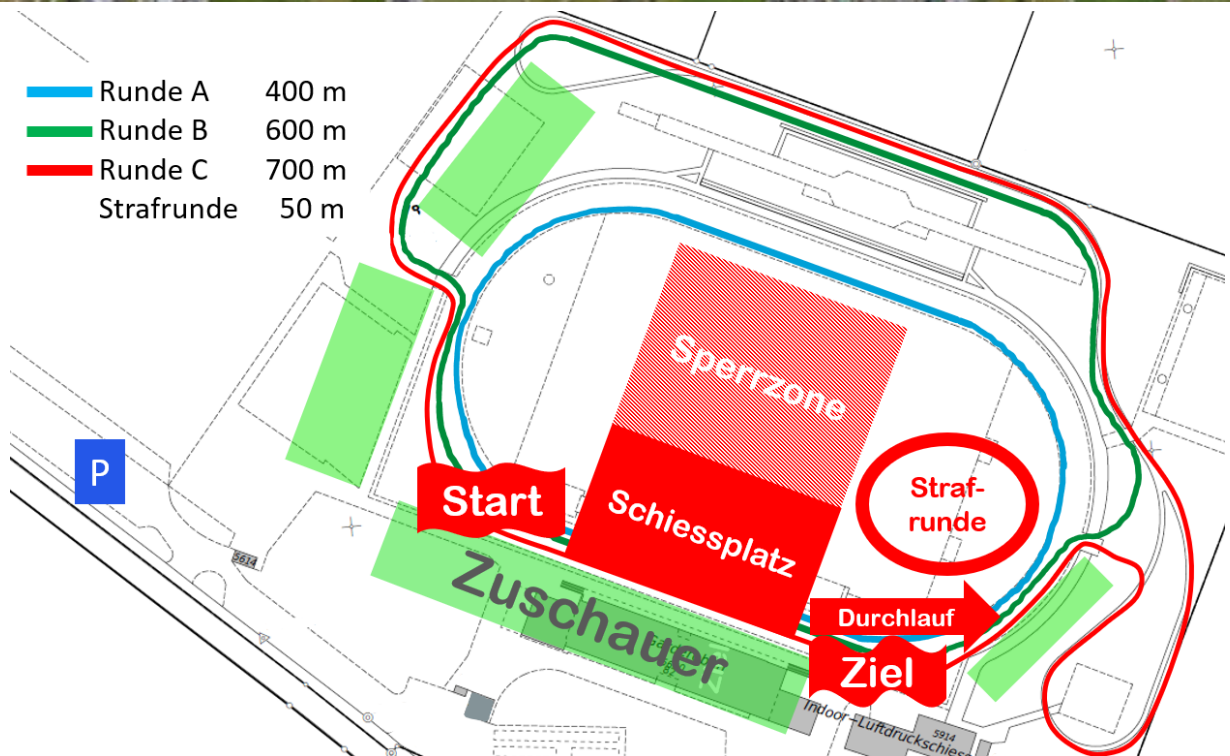 Runde A 400 m
Runde B 600 m
Runde C 700 m
Strafrunde 50 m
Sperrzone
P
Straf-
runde
Start
Schiessplatz
5614
Zuschauer
Durchlauf
Ziel
Indoor-Luftdruckschiess
5914